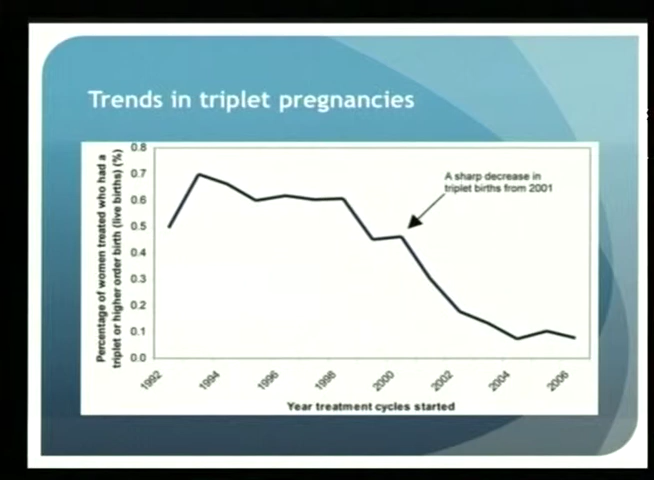 Trends in triplet pregnancies
Percentage of women treated who had a
triplet or higher order birth (live births) (%)
0.8
0.7
0.6
0.5
0.4
0.3
0.2
0.1
0.0
A sharp decrease in
triplet births from 2001
1992
1994
1996
1998
2000
2002
2004
2006
Year treatment cycles started